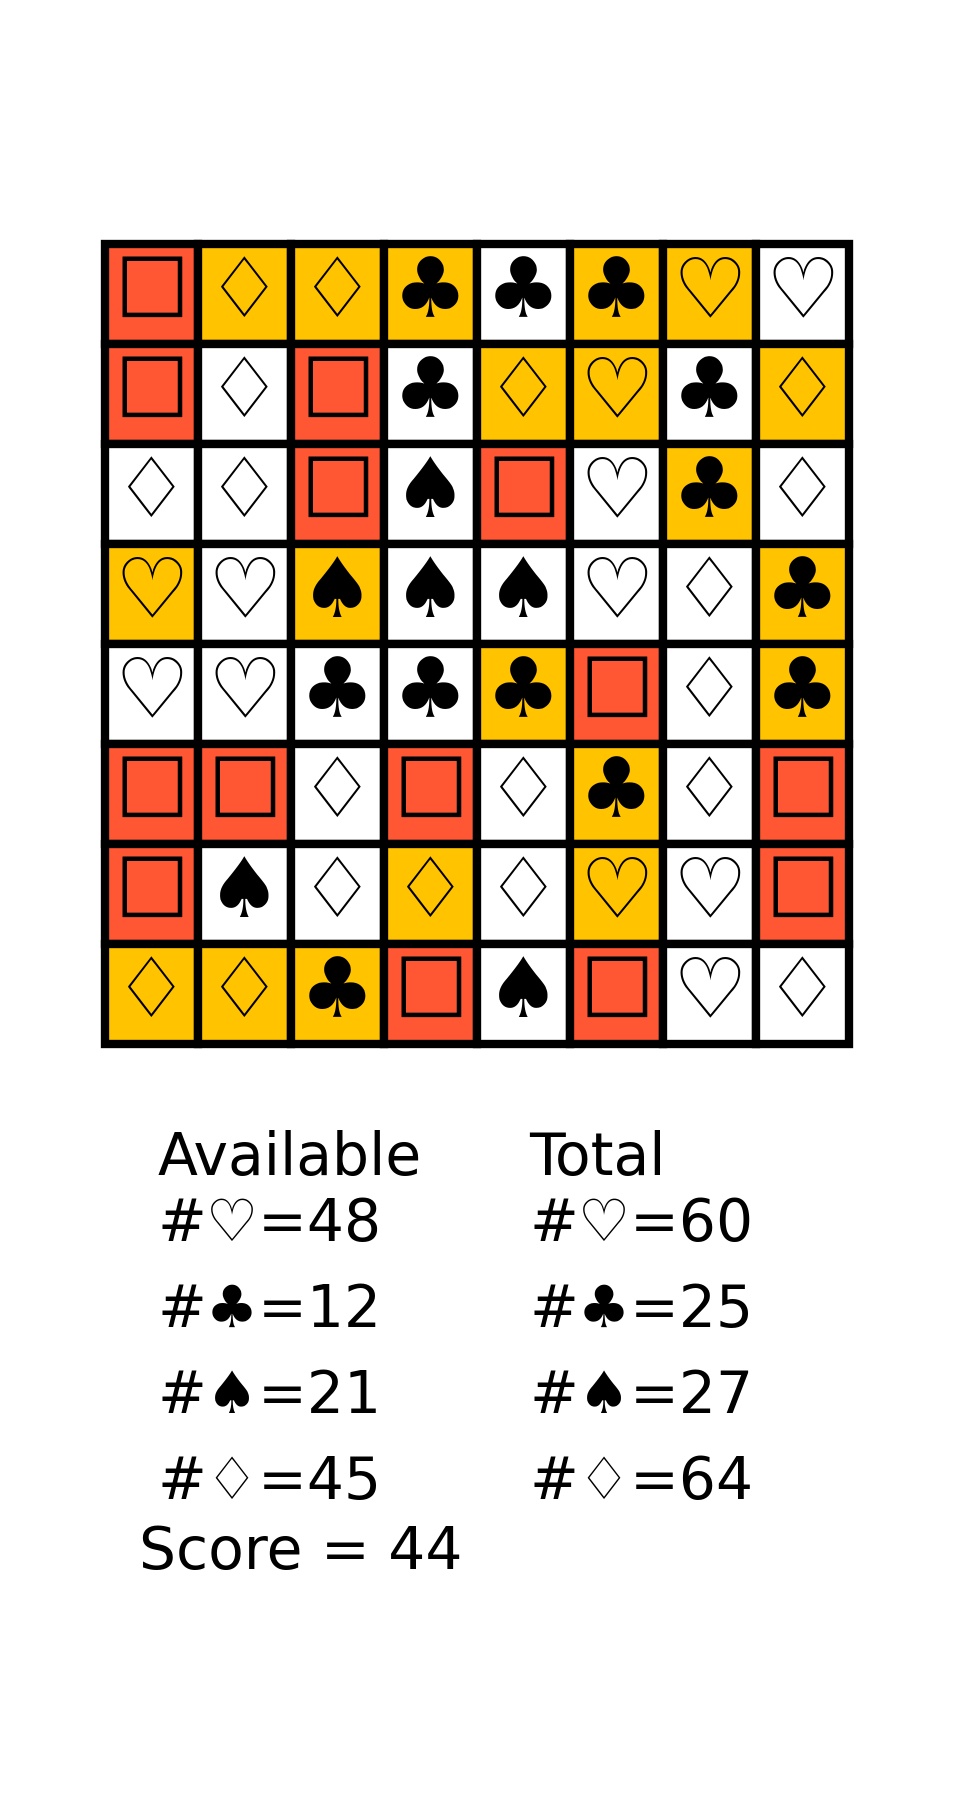 □ ♢ ♢ ♣ ♣ ♣ ♡ ♡
□ ♢ □ ♣ ♢ ♡ ♣ ♢
♢ ♢ □ ♠ □ ♡ ♣ ♢
♡ ♡ ♠ ♠ ♠ ♡ ♢ ♣
♡ ♡ ♣ ♣ ♣ □ ♢ ♣
□ □ ♢ □ ♢ ♣ ♢ □
□ ♠ ♢ ♢ ♢ ♡ ♡ □
♢ ♢ ♣ □ ♠ □ ♡ ♢
Available Total
#♡=48 #♡=60
#♣=12 #♣=25
#♠=21 #♠=27
#♢=45 #♢=64
Score = 44